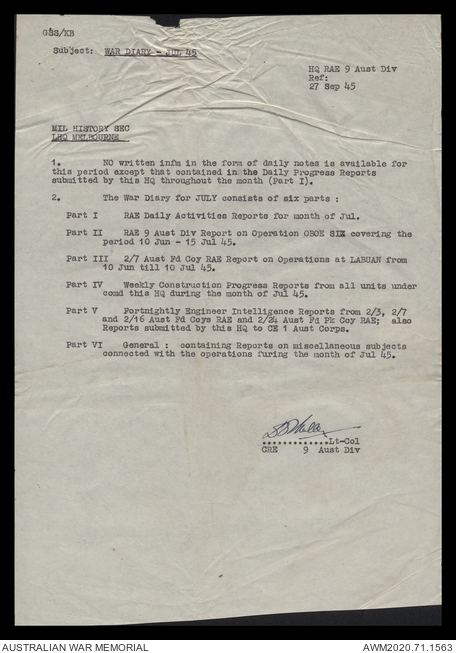 GBS/KB
Subject: WAR DIARY - JUL 45
HQ RAE 9 Aust Div
Ref:
27 Sep 45
MIL HISTORY SEC
LHQ MELBOURNE
1. NO written infm in the form of daily notes is available for
this period except that contained in the Daily Progress Reports
submitted by this HQ throughout the month (Part I).
2. The War Diary for JULY consists of six parts :
Part I RAE Daily Activities Reports for month of Jul.
Part II RAE 9 Aust Div Report on Operation OBOE SIX covering the
period 10 Jun - 15 Jul 45.
Part III 2/7 Aust Fd Coy RAE Report on Operations at LABUAN from
10 Jun till 10 Jul 45.
Part IV Weekly Construction Progress Reports from all units under
comd this HQ during the month of Jul 45.
Part V Fortnightly Engineer Intelligence Reports from 2/3, 2/7
and 2/16 Aust Fd Coys RAE and 2/24 Aust Fd Pk Coy RAE; also
Reports submitted by this HQ to CE 1 Aust Corps.
Part VI General : containing Reports on miscellaneous subjects
connected with the operations furing the month of Jul 45.
.............Lt-Col
CRE 9 Aust Div
AUSTRALIAN WAR MEMORIAL
AWM2020.71.1563